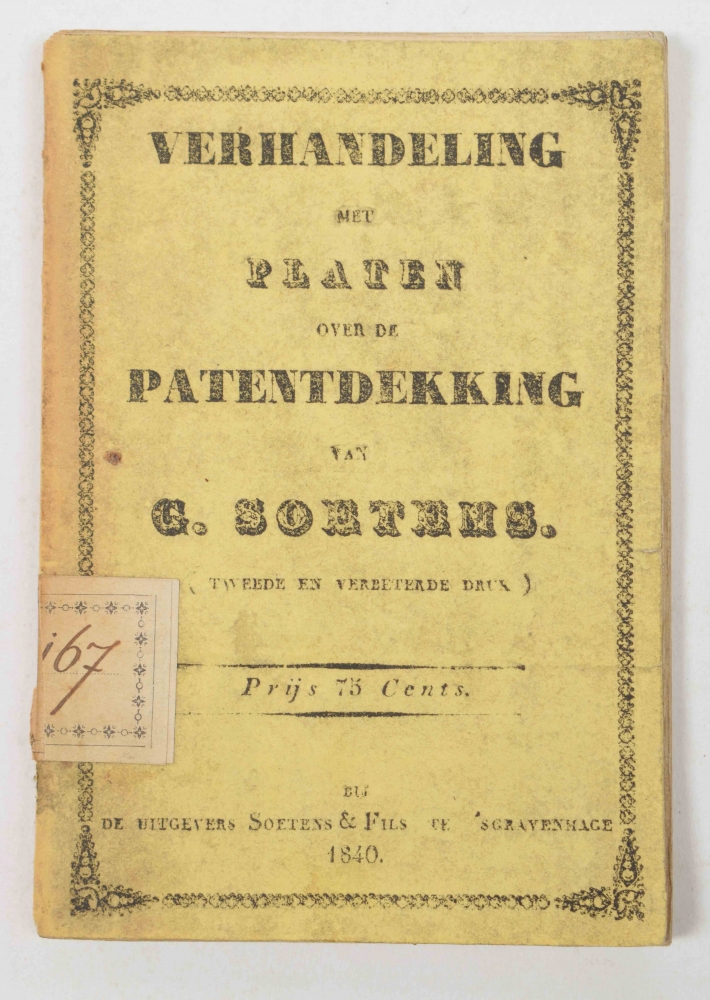 VERHANDELING
MET
PLATEN
OVER DE
PATENTDEKKING
VAN
G. SOETENS.
( TWEEDE EN VERBETERDE DRUK )
167
Prijs 75 Cents.
BIJ
DE UITGEVERS SOETENS & FILS TE 'SGRAVENHAGE
1840.